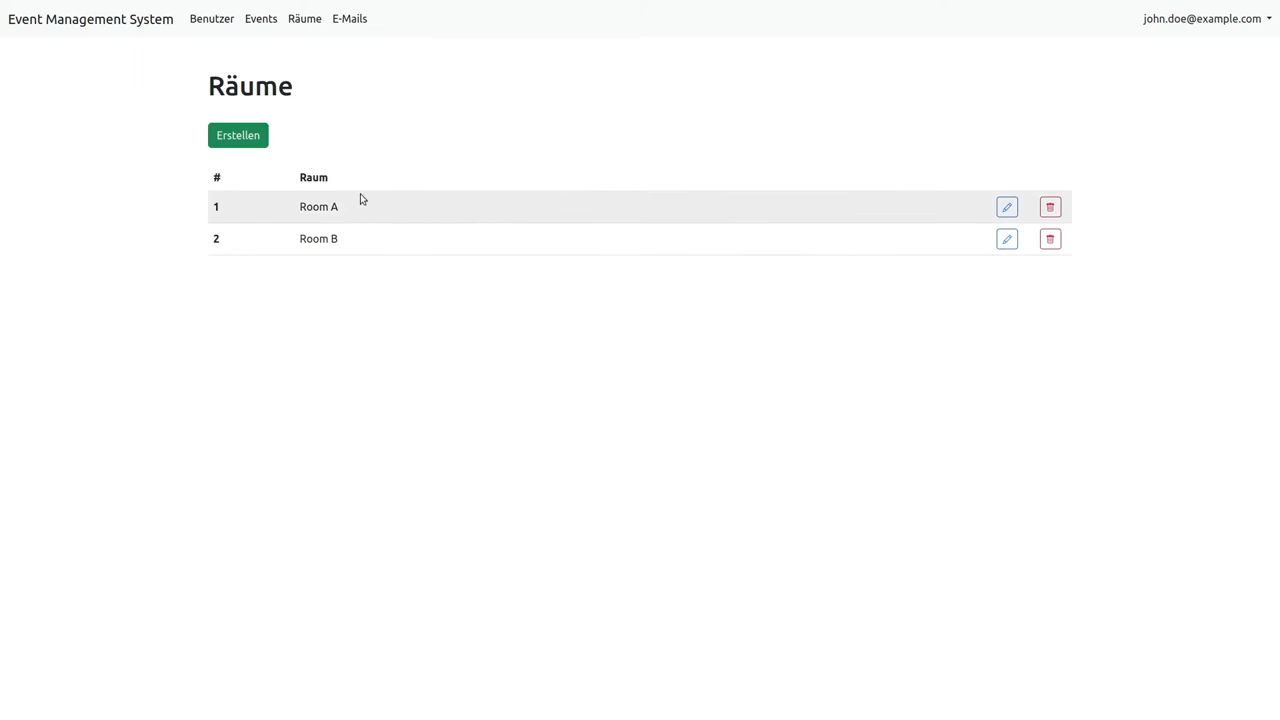 Event Management System Benutzer Events Räume E-Mails john.doe@example.com
Räume
Erstellen
# Raum
1 Room A
2 Room B